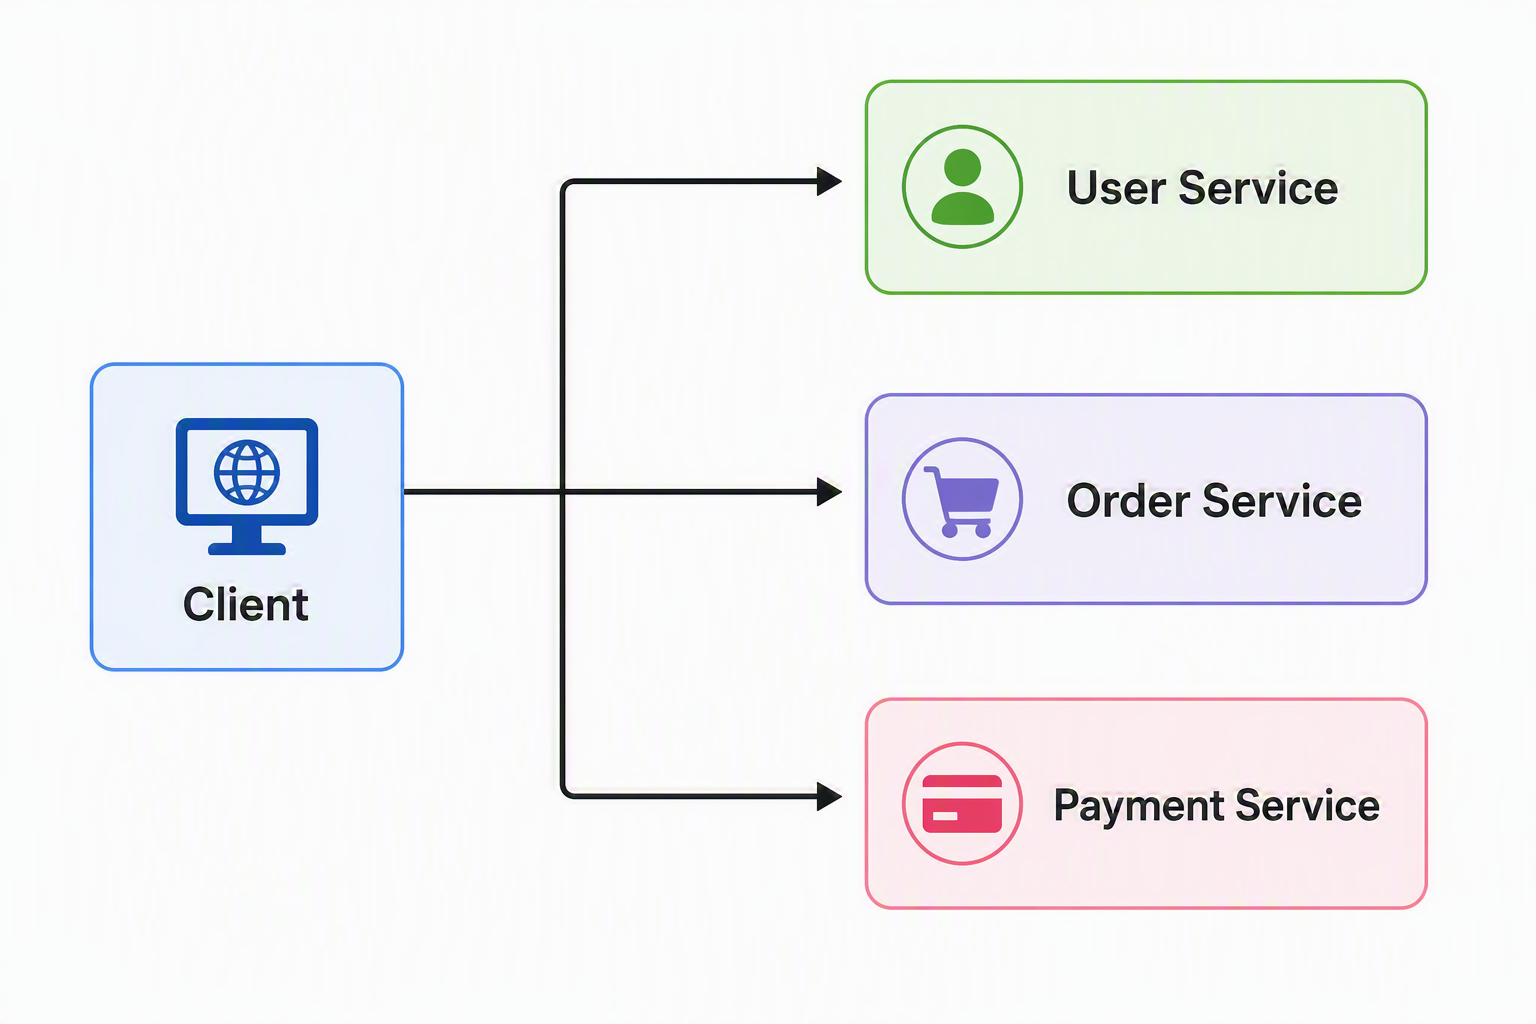 User Service
Order Service
Client
Payment Service